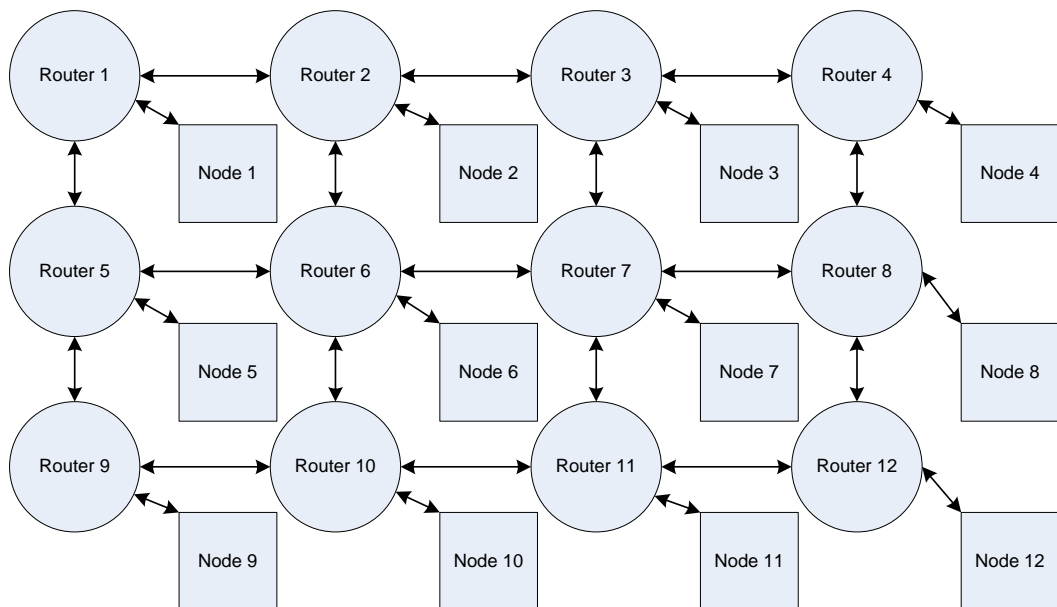 Router 1
Router 2
Router 3
Router 4
Node 1
Node 2
Node 3
Node 4
Router 5
Router 6
Router 7
Router 8
Node 5
Node 6
Node 7
Node 8
Router 9
Router 10
Router 11
Router 12
Node 9
Node 10
Node 11
Node 12